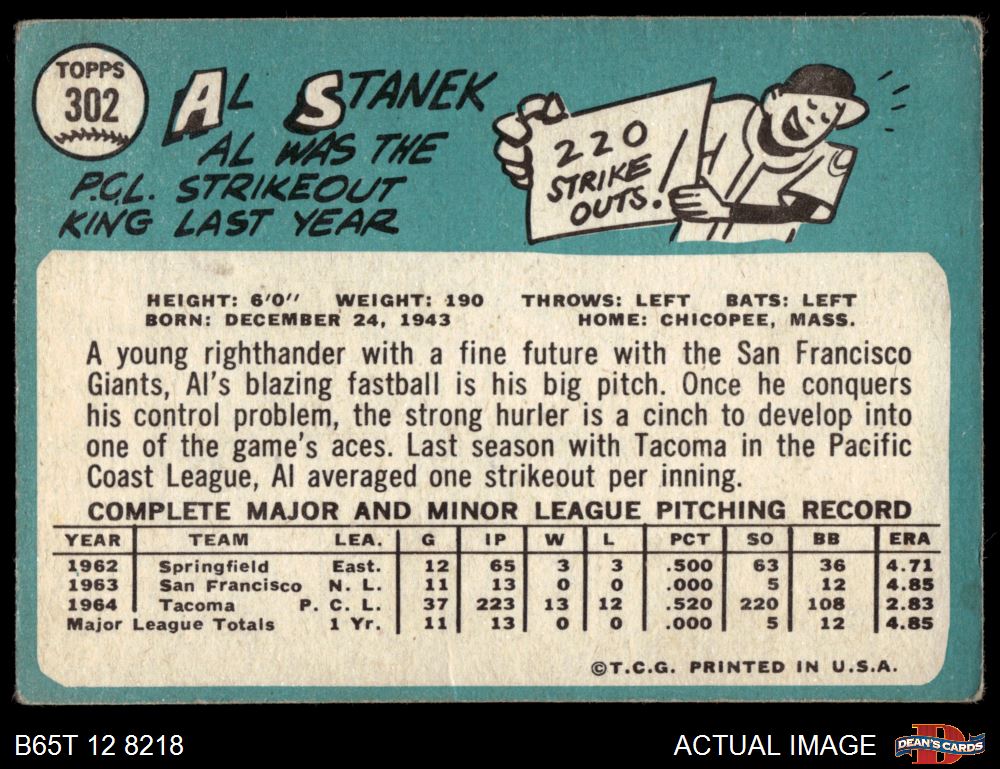 TOPPS
302
AL STANEK
AL WAS THE
P.C.L. STRIKEOUT
KING LAST YEAR
220
STRIKE
OUTS!
HEIGHT: 6'0" WEIGHT: 190 THROWS: LEFT BATS: LEFT
BORN: DECEMBER 24, 1943 HOME: CHICOPEE, MASS.
A young righthander with a fine future with the San Francisco
Giants, Al's blazing fastball is his big pitch. Once he conquers
his control problem, the strong hurler is a cinch to develop into
one of the game's aces. Last season with Tacoma in the Pacific
Coast League, Al averaged one strikeout per inning.
COMPLETE MAJOR AND MINOR LEAGUE PITCHING RECORD
YEAR TEAM LEA. G IP W L PCT SO BB ERA
1962 Springfield East. 12 65 3 3 .500 63 36 4.71
1963 San Francisco N. L. 11 13 0 0 .000 5 12 4.85
1964 Tacoma P. C. L. 37 223 13 12 .520 220 108 2.83
Major League Totals 1 Yr. 11 13 0 0 .000 5 12 4.85
©T.C.G. PRINTED IN U.S.A.
B65T 12 8218 ACTUAL IMAGE D DEAN'S CARDS